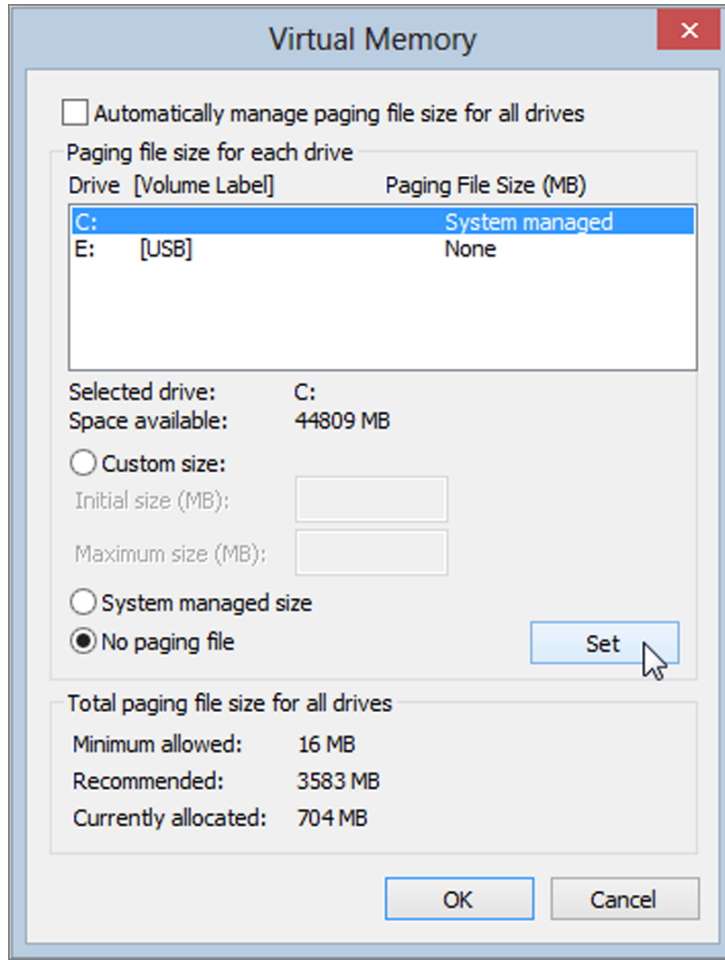 Virtual Memory
Automatically manage paging file size for all drives
Paging file size for each drive
Drive [Volume Label] Paging File Size (MB)
C: System managed
E: [USB] None
Selected drive: C:
Space available: 44809 MB
Custom size:
Initial size (MB):
Maximum size (MB):
System managed size
No paging file
Set
Total paging file size for all drives
Minimum allowed: 16 MB
Recommended: 3583 MB
Currently allocated: 704 MB
OK Cancel